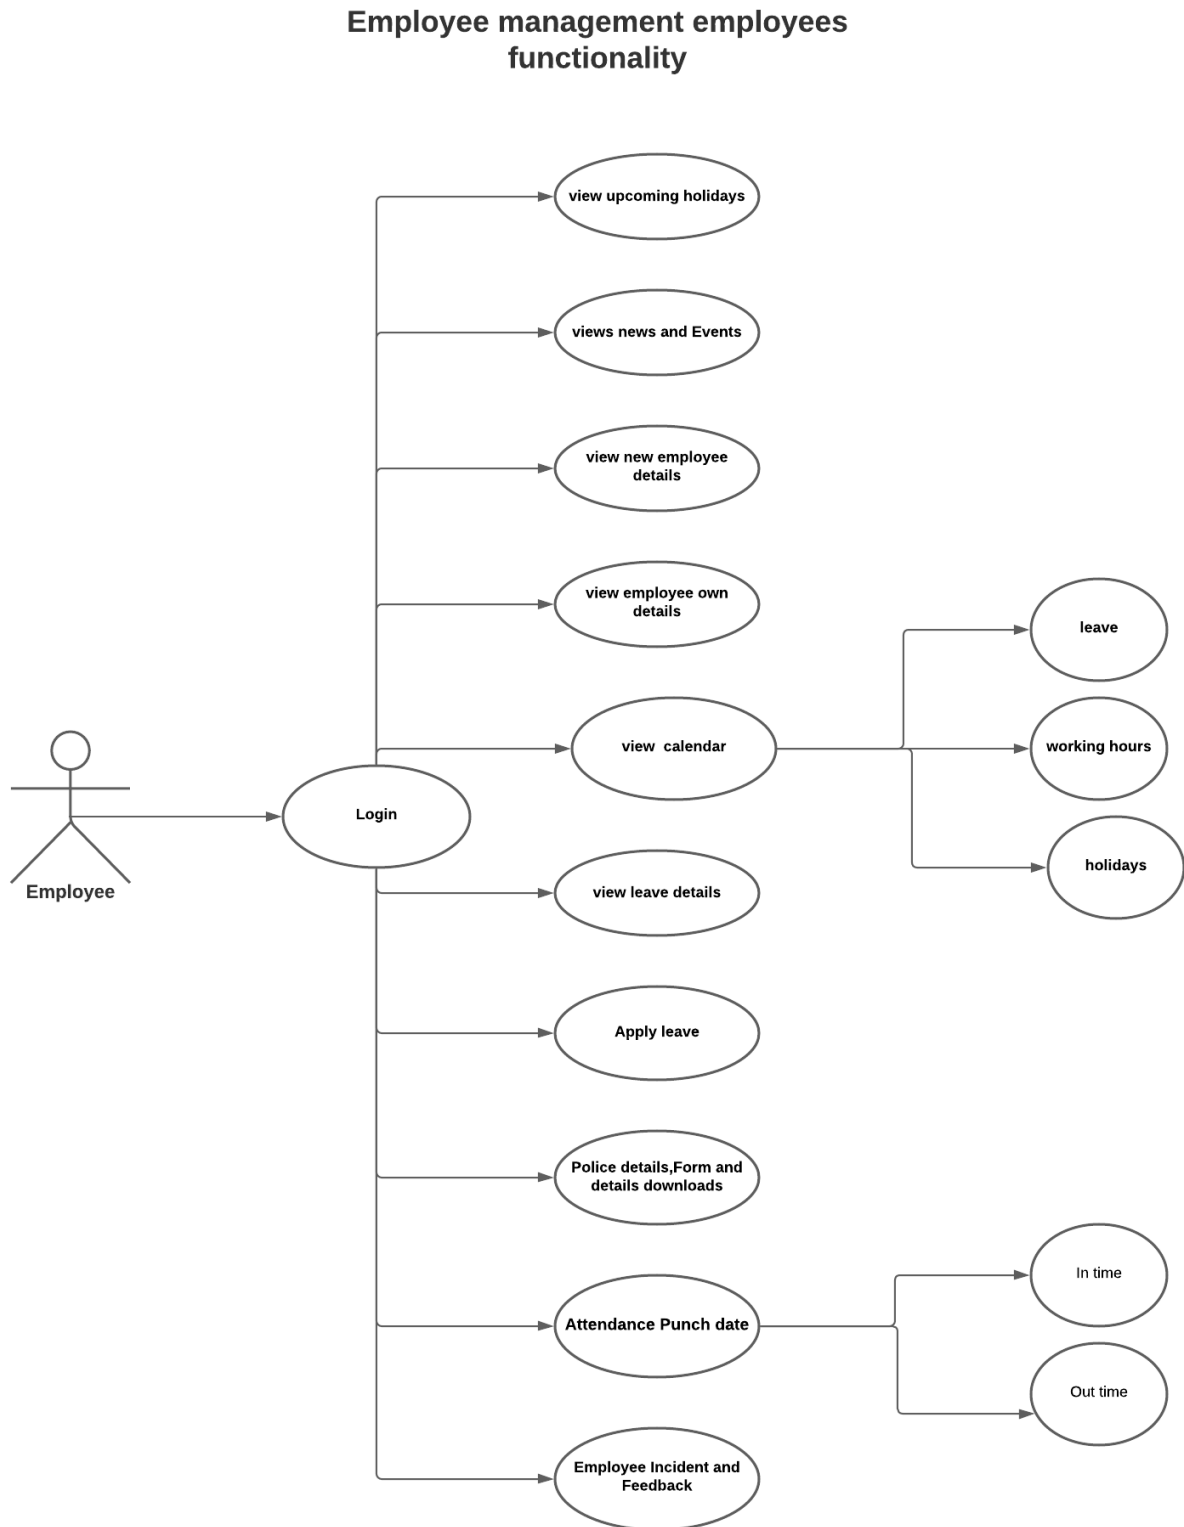 Employee management employees
functionality
view upcoming holidays
views news and Events
view new employee
details
view employee own
details
leave
view  calendar
working hours
Login
holidays
Employee
view leave details
Apply leave
Police details,Form and
details downloads
In time
Attendance Punch date
Out time
Employee Incident and
Feedback